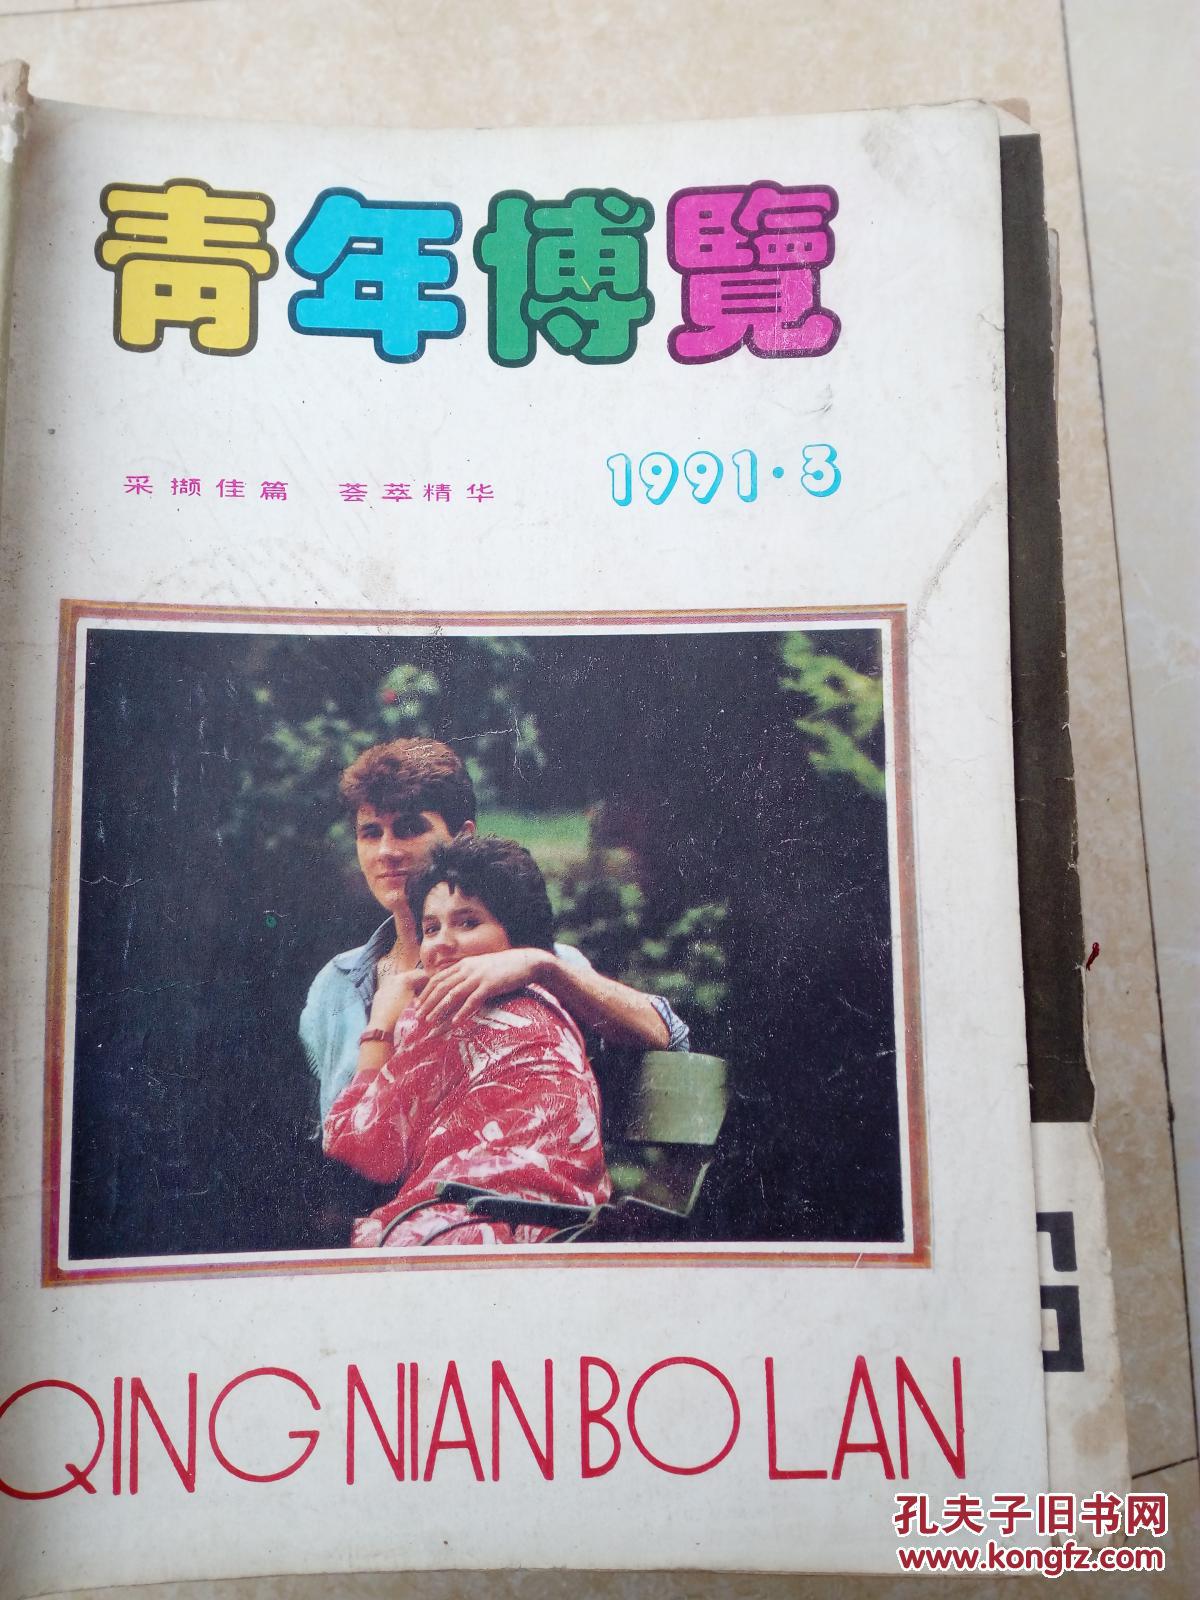 青年博覽
采撷佳篇 荟萃精华 1991·3
QING NIAN BO LAN
孔夫子旧书网
www.kongfz.com